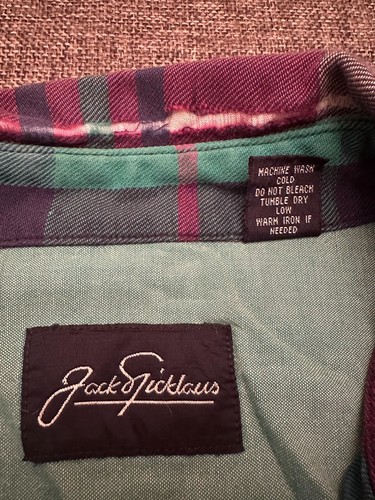 MACHINE WASH
COLD
DO NOT BLEACH
TUMBLE DRY
LOW
WARM IRON IF
NEEDED
Jack Nicklaus